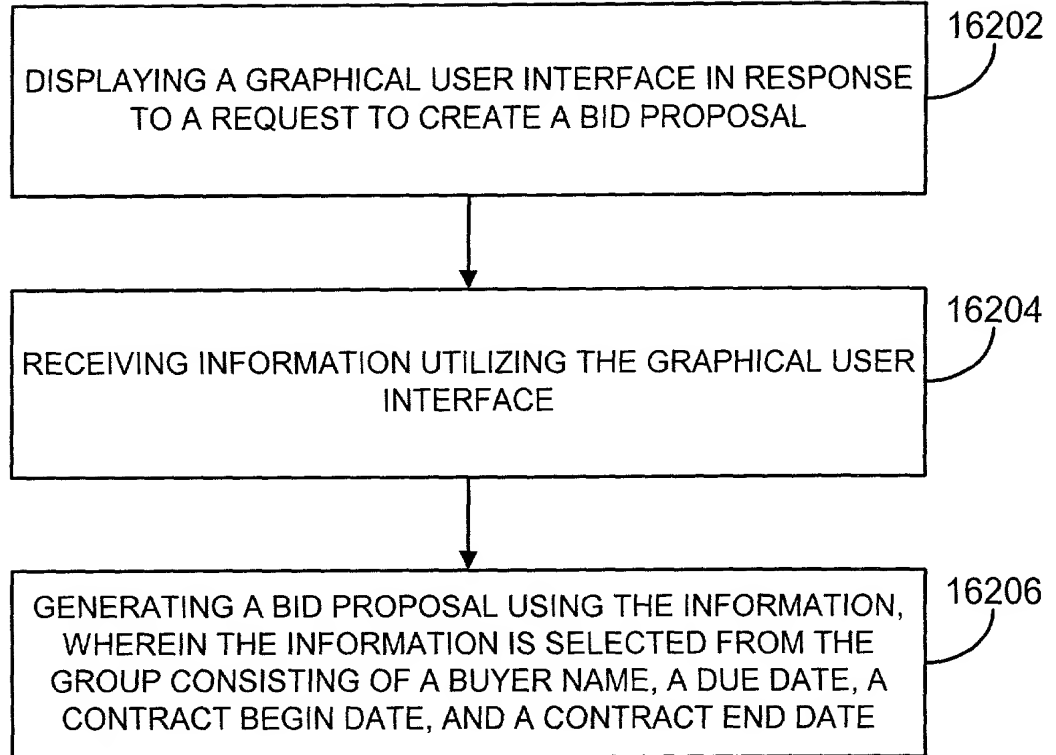 16202
DISPLAYING A GRAPHICAL USER INTERFACE IN RESPONSE
TO A REQUEST TO CREATE A BID PROPOSAL
16204
RECEIVING INFORMATION UTILIZING THE GRAPHICAL USER
INTERFACE
16206
GENERATING A BID PROPOSAL USING THE INFORMATION,
WHEREIN THE INFORMATION IS SELECTED FROM THE
GROUP CONSISTING OF A BUYER NAME, A DUE DATE, A
CONTRACT BEGIN DATE, AND A CONTRACT END DATE